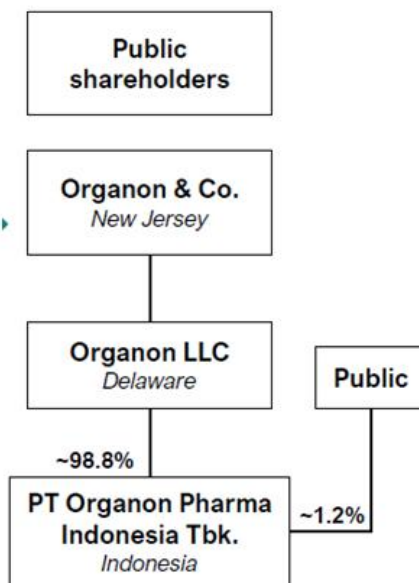 Public
shareholders
Organon & Co.
New Jersey
Organon LLC
Delaware
Public
~98.8%
PT Organon Pharma
Indonesia Tbk.
Indonesia
~1.2%